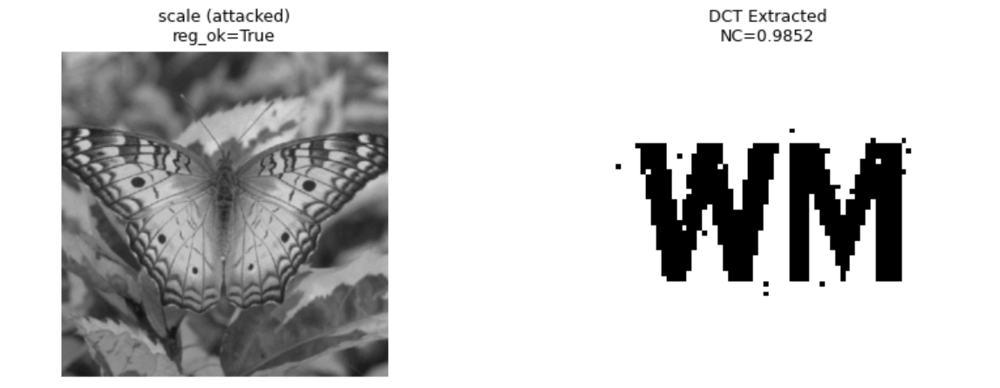 scale (attacked)
reg_ok=True
DCT Extracted
NC=0.9852
WM